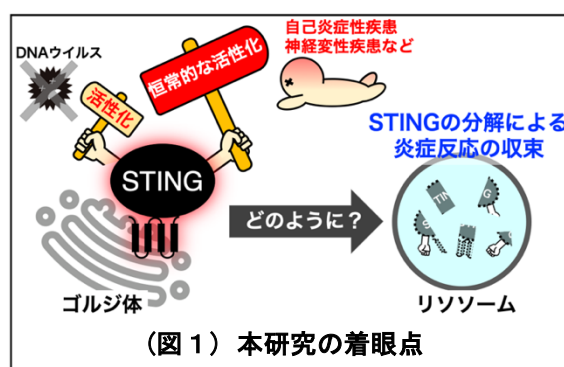 DNAウイルス
活性化
恒常的な活性化
自己炎症性疾患
神経変性疾患など
STINGの分解による
炎症反応の収束
STING
どのように？
TIN
G
S
ゴルジ体
リソソーム
（図１）本研究の着眼点